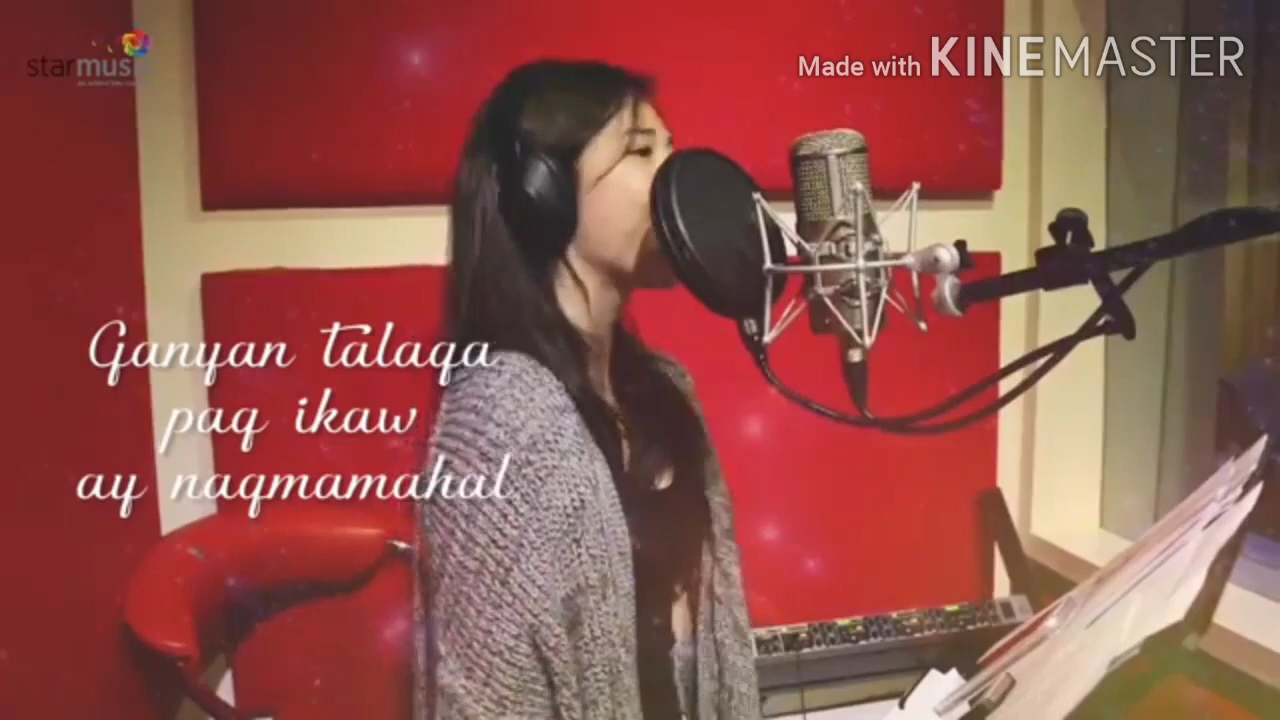 starmusic
Made with KINEMASTER
Ganyan talaga
pag ikaw
ay nagmamahal